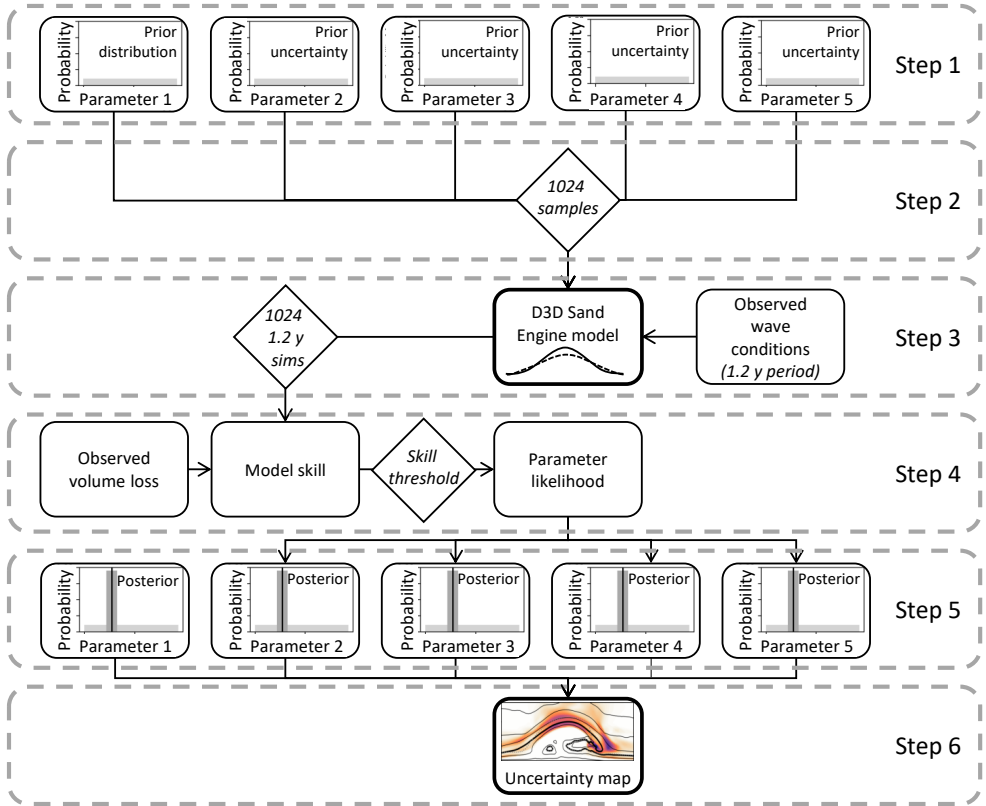 Probability
Prior
distribution
Parameter 1
Probability
Prior
uncertainty
Parameter 2
Probability
Prior
uncertainty
Parameter 3
Probability
Prior
uncertainty
Parameter 4
Probability
Prior
uncertainty
Parameter 5
Step 1
1024
samples
Step 2
1024
1.2 y
sims
D3D Sand
Engine model
Observed
wave
conditions
(1.2 y period)
Step 3
Observed
volume loss
Model skill
Skill
threshold
Parameter
likelihood
Step 4
Probability
Posterior
Parameter 1
Probability
Posterior
Parameter 2
Probability
Posterior
Parameter 3
Probability
Posterior
Parameter 4
Probability
Posterior
Parameter 5
Step 5
Uncertainty map
Step 6